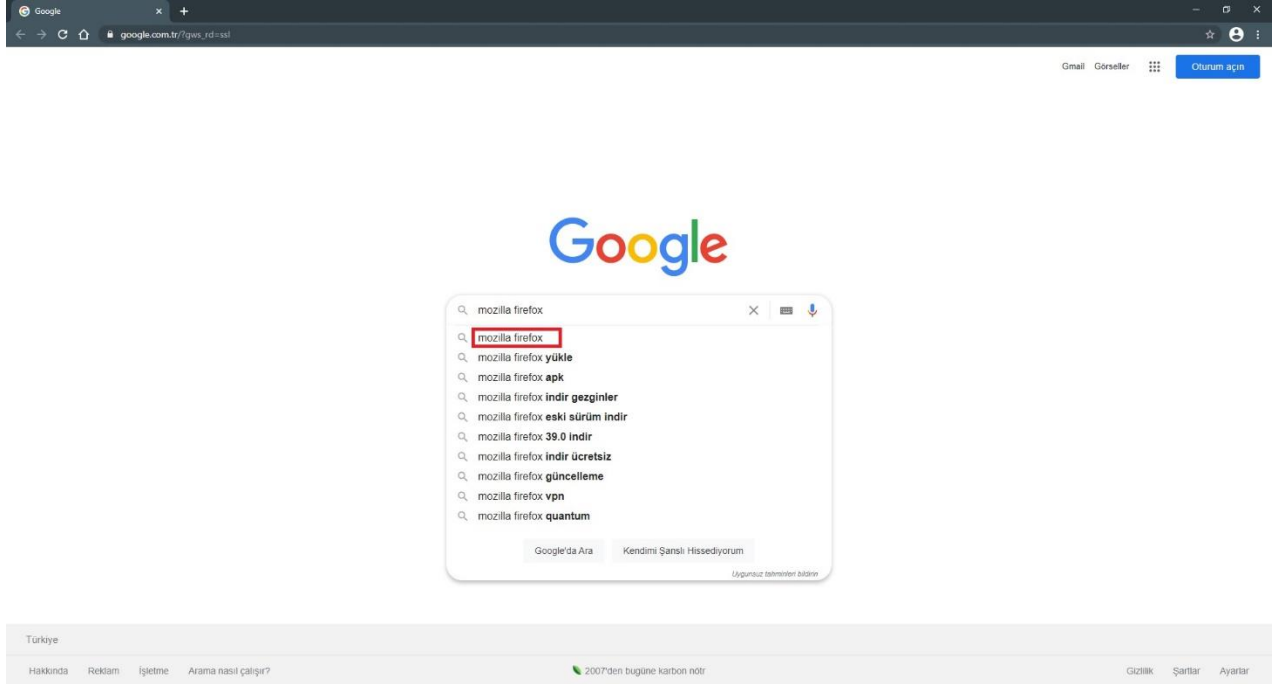 Google
google.com.tr/?gws_rd=ssl
Gmail Görseller Oturum açın
Google
mozilla firefox
mozilla firefox
mozilla firefox yükle
mozilla firefox apk
mozilla firefox indir gezginler
mozilla firefox eski sürüm indir
mozilla firefox 39.0 indir
mozilla firefox indir ücretsiz
mozilla firefox güncelleme
mozilla firefox vpn
mozilla firefox quantum
Google'da Ara Kendimi Şanslı Hissediyorum
Uygunsuz tahminleri bildirin
Türkiye
Hakkında Reklam İşletme Arama nasıl çalışır? 2007'den bugüne karbon nötr Gizlilik Şartlar Ayarlar